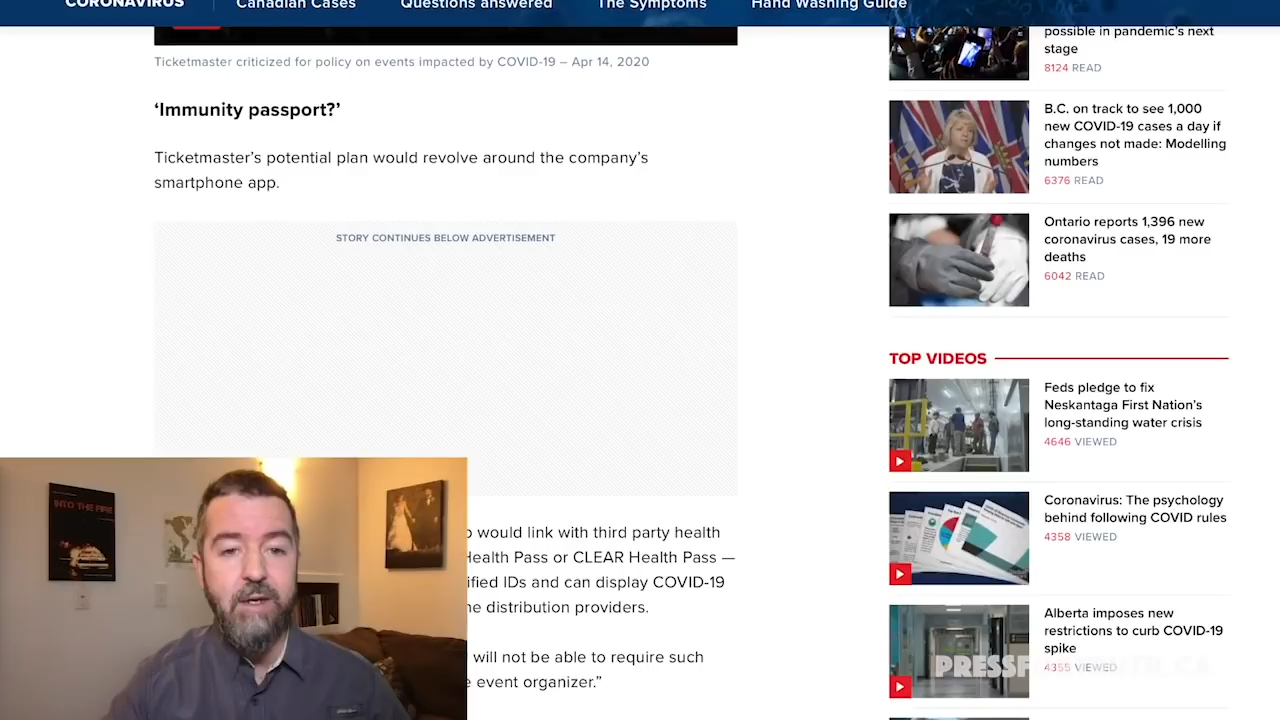 CORONAVIRUS
Canadian Cases
Questions answered
The Symptoms
Hand Washing Guide
Ticketmaster criticized for policy on events impacted by COVID-19 – Apr 14, 2020
‘Immunity passport?’
Ticketmaster’s potential plan would revolve around the company’s
smartphone app.
STORY CONTINUES BELOW ADVERTISEMENT
would link with third party health
Health Pass or CLEAR Health Pass —
IDs and can display COVID-19
distribution providers.
will not be able to require such
event organizer.”
possible in pandemic’s next
stage
8124 READ
B.C. on track to see 1,000
new COVID-19 cases a day if
changes not made: Modelling
numbers
6376 READ
Ontario reports 1,396 new
coronavirus cases, 19 more
deaths
6042 READ
TOP VIDEOS
Feds pledge to fix
Neskantaga First Nation’s
long-standing water crisis
4646 VIEWED
Coronavirus: The psychology
behind following COVID rules
4358 VIEWED
Alberta imposes new
restrictions to curb COVID-19
spike
4355 VIEWED
INTO THE FIRE